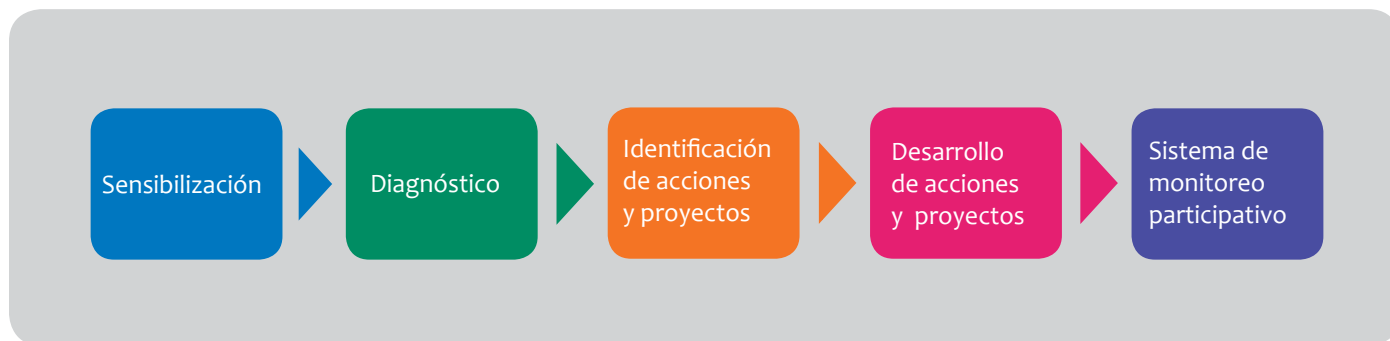 Sensibilización
Diagnóstico
Identificación
de acciones
y proyectos
Desarrollo
de acciones
y proyectos
Sistema de
monitoreo
participativo